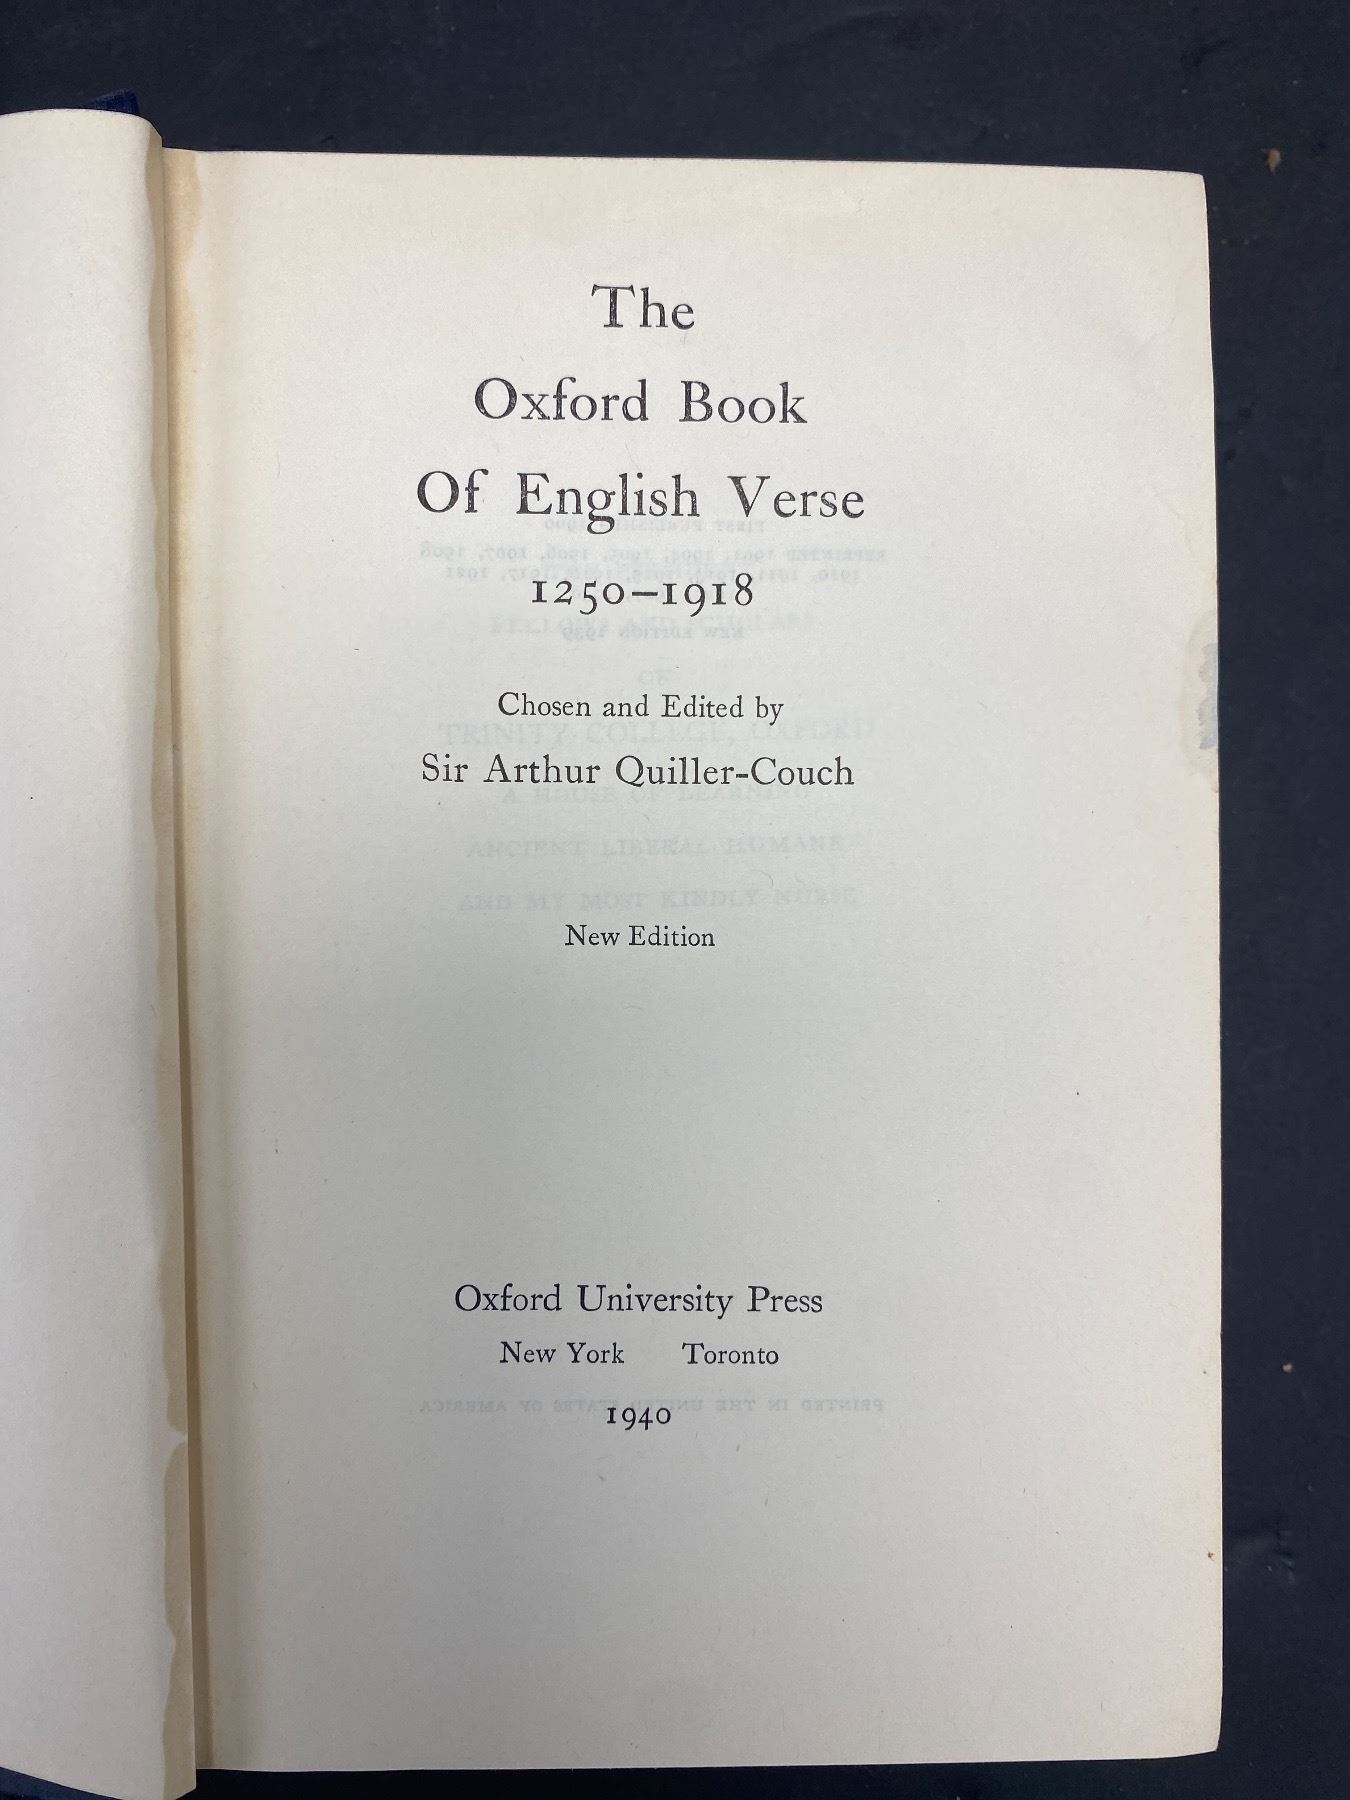 The
Oxford Book
Of English Verse
1250–1918
Chosen and Edited by
Sir Arthur Quiller-Couch
New Edition
Oxford University Press
New York Toronto
1940